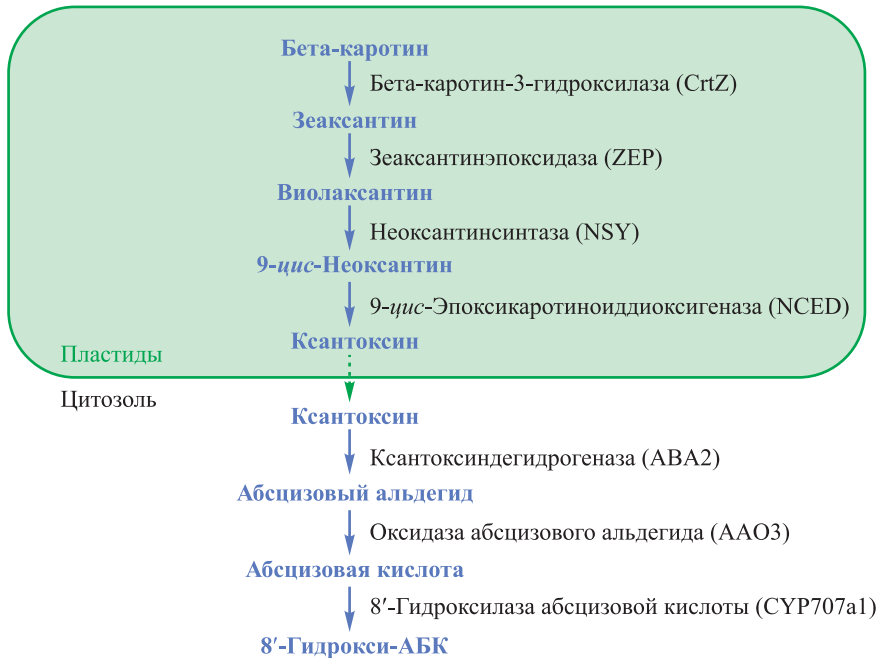 Бета-каротин
Бета-каротин-3-гидроксилаза (CrtZ)
Зеаксантин
Зеаксантинэпоксидаза (ZEP)
Виолаксантин
Неоксантинсинтаза (NSY)
9-цис-Неоксантин
9-цис-Эпоксикаротиноиддиоксигеназа (NCED)
Ксантоксин
Пластиды
Цитозоль
Ксантоксин
Ксантоксиндегидрогеназа (ABA2)
Абсцизовый альдегид
Оксидаза абсцизового альдегида (AAO3)
Абсцизовая кислота
8′-Гидроксилаза абсцизовой кислоты (CYP707a1)
8′-Гидрокси-АБК